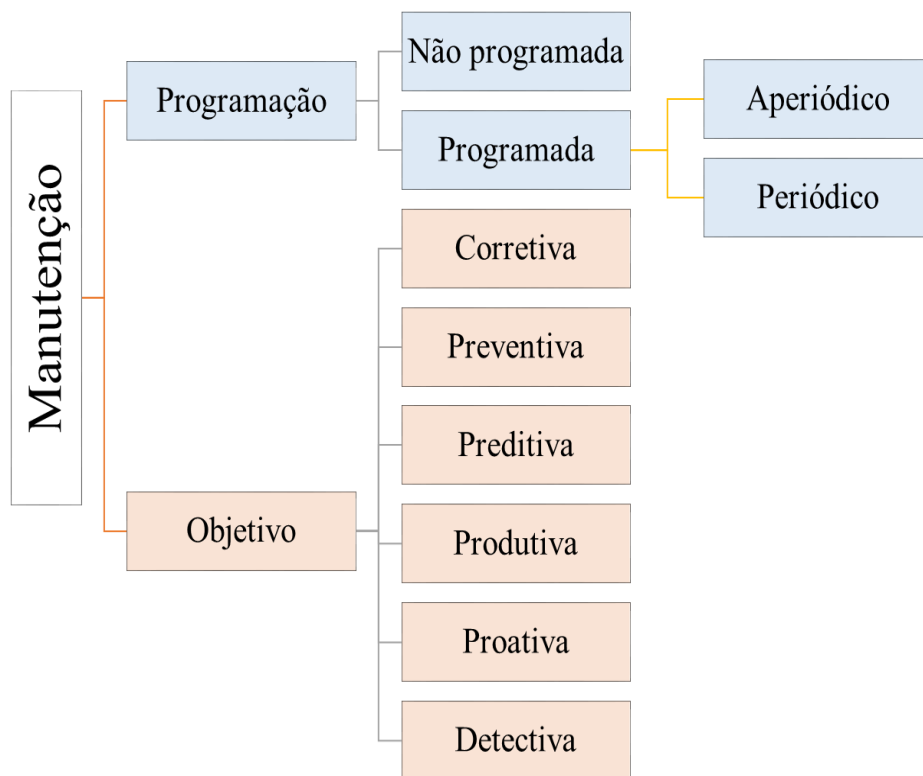 Manutenção
Programação
Não programada
Programada
Aperiódico
Periódico
Objetivo
Corretiva
Preventiva
Preditiva
Produtiva
Proativa
Detectiva